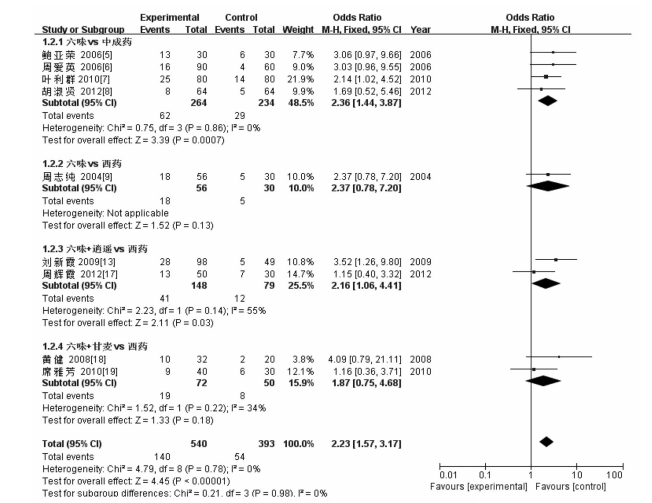 Experimental Control Odds Ratio Odds Ratio
Study or Subgroup Events Total Events Total Weight M-H, Fixed, 95% CI Year M-H, Fixed, 95% CI
1.2.1 六味 vs 中成药
鲍亚荣 2006[5] 13 30 6 30 7.7% 3.06 [0.97, 9.66] 2006
周爱英 2006[6] 16 90 4 60 9.0% 3.03 [0.96, 9.55] 2006
叶利群 2010[7] 25 80 14 80 21.9% 2.14 [1.02, 4.52] 2010
胡淑贤 2012[8] 8 64 5 64 9.9% 1.69 [0.52, 5.46] 2012
Subtotal (95% CI) 264 234 48.5% 2.36 [1.44, 3.87]
Total events 62 29
Heterogeneity: Chi² = 0.75, df = 3 (P = 0.86); I² = 0%
Test for overall effect: Z = 3.39 (P = 0.0007)
1.2.2 六味 vs 西药
周志纯 2004[9] 18 56 5 30 10.0% 2.37 [0.78, 7.20] 2004
Subtotal (95% CI) 56 30 10.0% 2.37 [0.78, 7.20]
Total events 18 5
Heterogeneity: Not applicable
Test for overall effect: Z = 1.52 (P = 0.13)
1.2.3 六味+逍遥 vs 西药
刘新霞 2009[13] 28 98 5 49 10.8% 3.52 [1.26, 9.80] 2009
周辉霞 2012[17] 13 50 7 30 14.7% 1.15 [0.40, 3.32] 2012
Subtotal (95% CI) 148 79 25.5% 2.16 [1.06, 4.41]
Total events 41 12
Heterogeneity: Chi² = 2.23, df = 1 (P = 0.14); I² = 55%
Test for overall effect: Z = 2.11 (P = 0.03)
1.2.4 六味+甘麦 vs 西药
黄健 2008[18] 10 32 2 20 3.8% 4.09 [0.79, 21.11] 2008
席雅芳 2010[19] 9 40 6 30 12.1% 1.16 [0.36, 3.71] 2010
Subtotal (95% CI) 72 50 15.9% 1.87 [0.75, 4.68]
Total events 19 8
Heterogeneity: Chi² = 1.52, df = 1 (P = 0.22); I² = 34%
Test for overall effect: Z = 1.33 (P = 0.18)
Total (95% CI) 540 393 100.0% 2.23 [1.57, 3.17]
Total events 140 54
Heterogeneity: Chi² = 4.79, df = 8 (P = 0.78); I² = 0%
Test for overall effect: Z = 4.45 (P < 0.00001)
Test for subgroup differences: Chi² = 0.21, df = 3 (P = 0.98), I² = 0%
0.01 0.1 1 10 100
Favours [experimental] Favours [control]